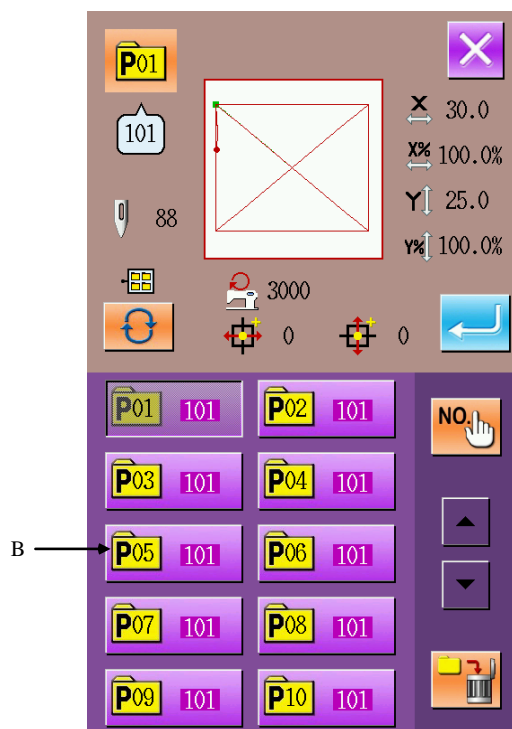 P01
101
X 30.0
X% 100.0%
Y 25.0
Y% 100.0%
88
3000
0 0
P01 101 P02 101
NO.
P03 101 P04 101
B P05 101 P06 101
P07 101 P08 101
P09 101 P10 101